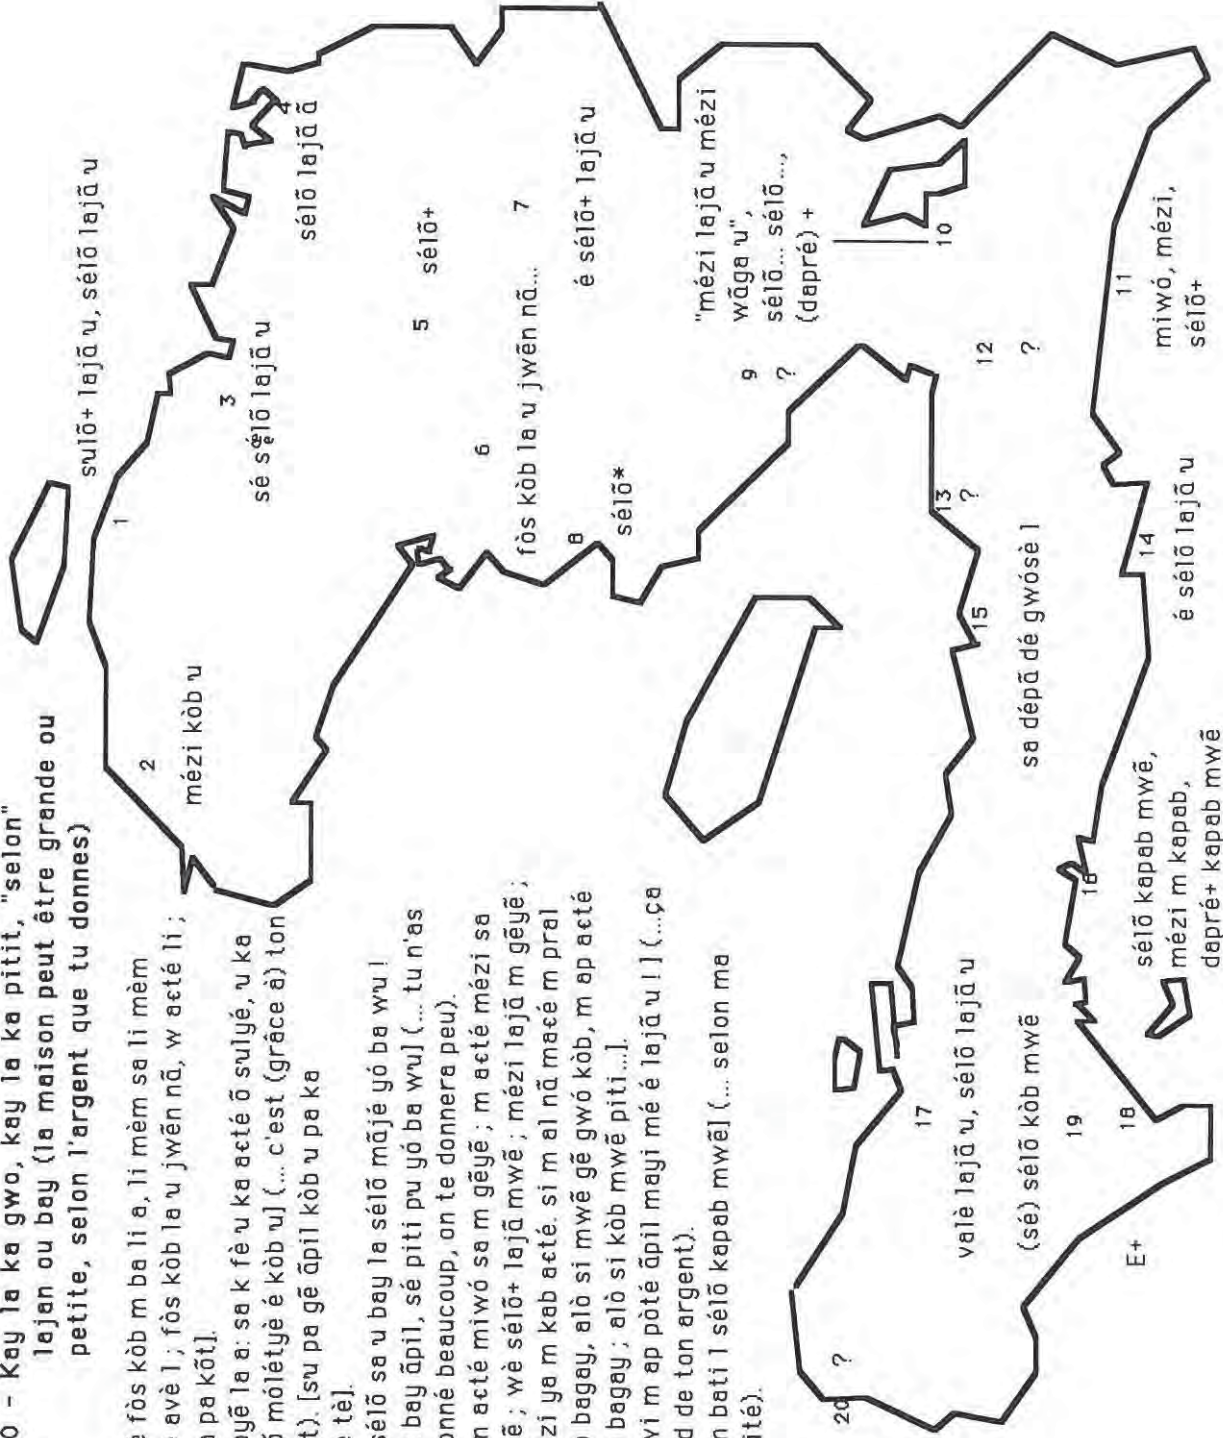 o - Kay la ka gwo, kay la ka pitit, "selon"
lajan ou bay (la maison peut être grande ou
petite, selon l'argent que tu donnes)
fòs kòb m ba li a, li mèm sa li mèm
avè l ; fòs kòb la u jwẽn nã, w aɛté li ;
pa kõt].
yẽ la a: sa k fè u ka aɛté õ sulyé, u ka
mólétyè è kòb u] (... c'est (grâce à) ton
t). [su pa gẽ ãpil kòb u pa ka
tè].
sélõ sa u bay la sélõ mãjé yó ba w u !
bay ãpil, sé piti pu yó ba w u] (... tu n'as
onné beaucoup, on te donnera peu).
n aɛté miwó sa m gẽyẽ ; m aɛté mézi sa
ẽ ; wè sélõ+ lajã mwẽ ; mézi lajã m gẽyẽ ;
zi ya m kab aɛté. si m al nã maɛé m pral
bagay, alò si mwẽ gẽ gwó kòb, m ap aɛté
bagay ; alò si kòb mwẽ piti...].
yi m ap pòté ãpil mayi mé é lajã u ! ] (...ça
d de ton argent).
n bati l sélõ kapab mwẽ] (... selon ma
ité).
1
sulõ+ lajã u, sélõ lajã u
2
mézi kòb u
3
sé sélõ lajã u
4
sélõ lajã ã
5
sélõ+
6
fòs kòb la u jwẽn nã...
7
é sélõ+ lajã u
8
sélõ*
9
?
"mézi lajã u mézi
wãga u",
sélõ... sélõ...,
(dapré) +
10
11
miwó, mézi,
sélõ+
12
?
13
?
14
é sélõ lajã u
15
sa dépã dé gwósè l
16
sélõ kapab mwẽ,
mézi m kapab,
dapré+ kapab mwẽ
17
valè lajã u, sélõ lajã u
(sé) sélõ kòb mwẽ
19
18
E+
20
?